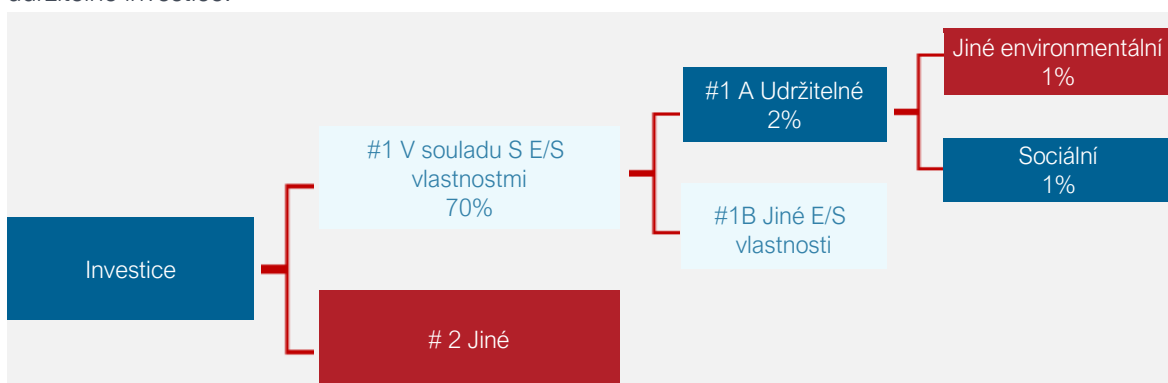 Jiné environmentální
1%
#1 A Udržitelné
2%
#1 V souladu S E/S
vlastnostmi
70%
Sociální
1%
#1B Jiné E/S
vlastnosti
Investice
# 2 Jiné